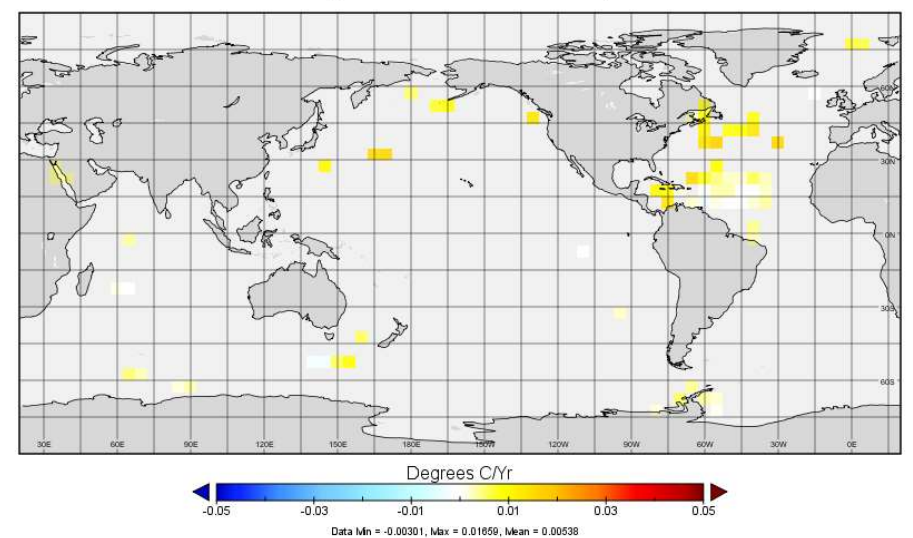 60N
30N
0N
30S
60S
30E 60E 90E 120E 150E 180E 150W 120W 90W 60W 30W 0E
Degrees C/Yr
-0.05 -0.03 -0.01 0.01 0.03 0.05
Data Min = -0.00301, Max = 0.01659, Mean = 0.00538